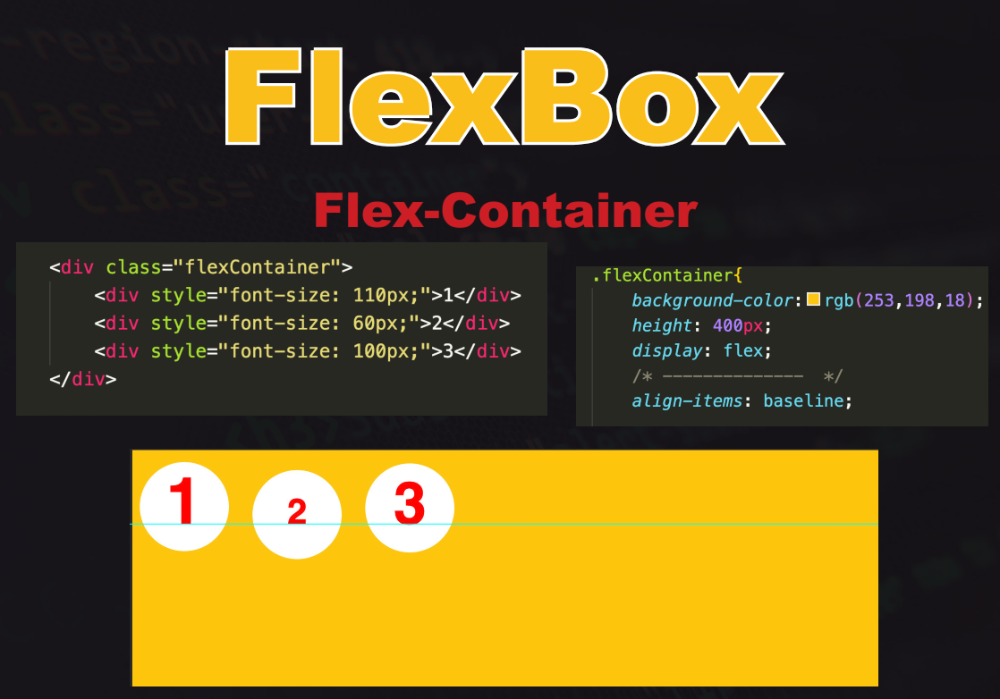 FlexBox
Flex-Container
<div class="flexContainer">
<div style="font-size: 110px;">1</div>
<div style="font-size: 60px;">2</div>
<div style="font-size: 100px;">3</div>
</div>
.flexContainer{
background-color: rgb(253,198,18);
height: 400px;
display: flex;
/* −−−−−−−−−−−−−− */
align-items: baseline;
1 2 3